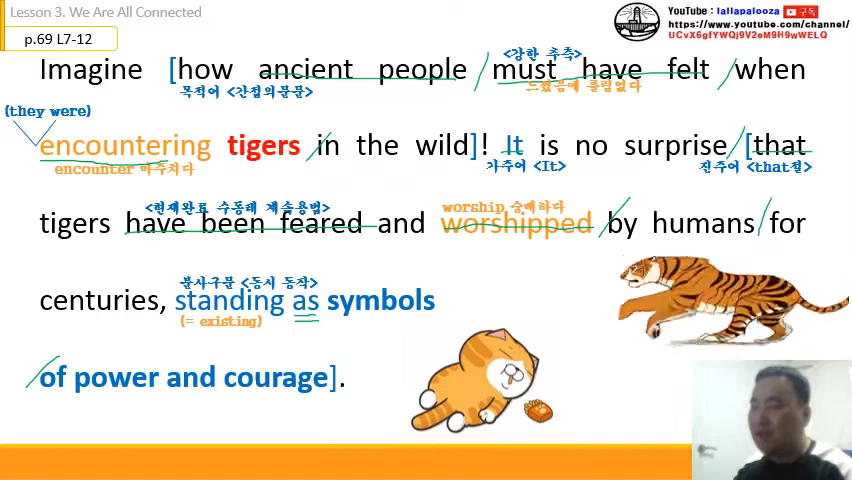 Lesson 3. We Are All Connected
YouTube : lallapalooza 구독
https://www.youtube.com/channel/
UCvX6gfYWQj9V2eM9H9wWELQ
p.69 L7-12
<강한 추측>
Imagine [how ancient people must have felt when
목적어 <간접의문문> 느꼈음에 틀림없다
(they were)
encountering tigers in the wild]! It is no surprise [that
encounter 마주치다 가주어 <It> 진주어 <that절>
<현재완료 수동태 계속용법> worship 숭배하다
tigers have been feared and worshipped by humans for
분사구문 <동시 동작>
centuries, standing as symbols
(= existing)
of power and courage].